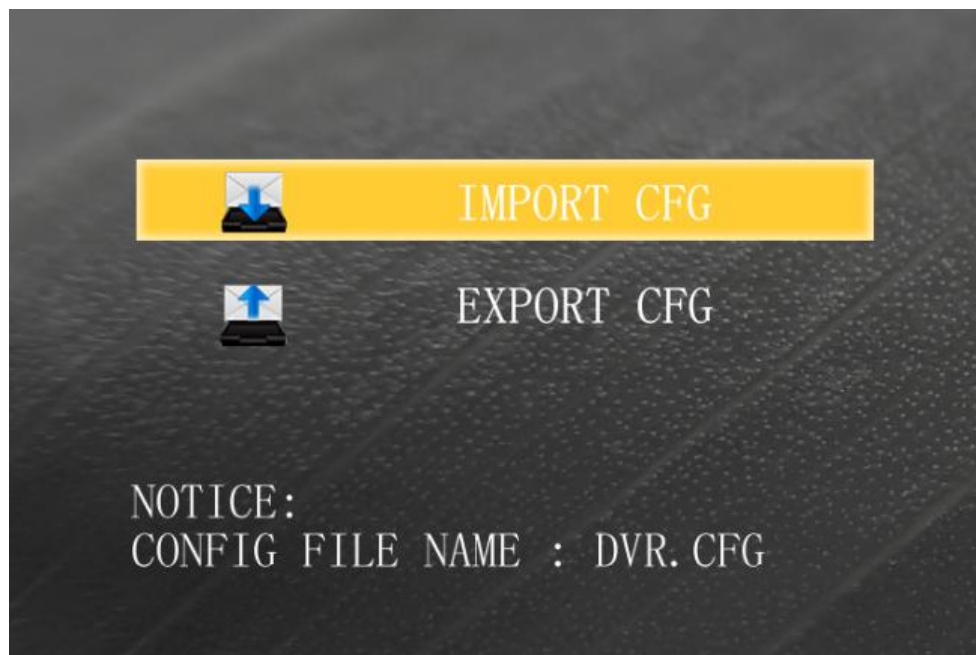 IMPORT CFG
EXPORT CFG
NOTICE:
CONFIG FILE NAME : DVR.CFG